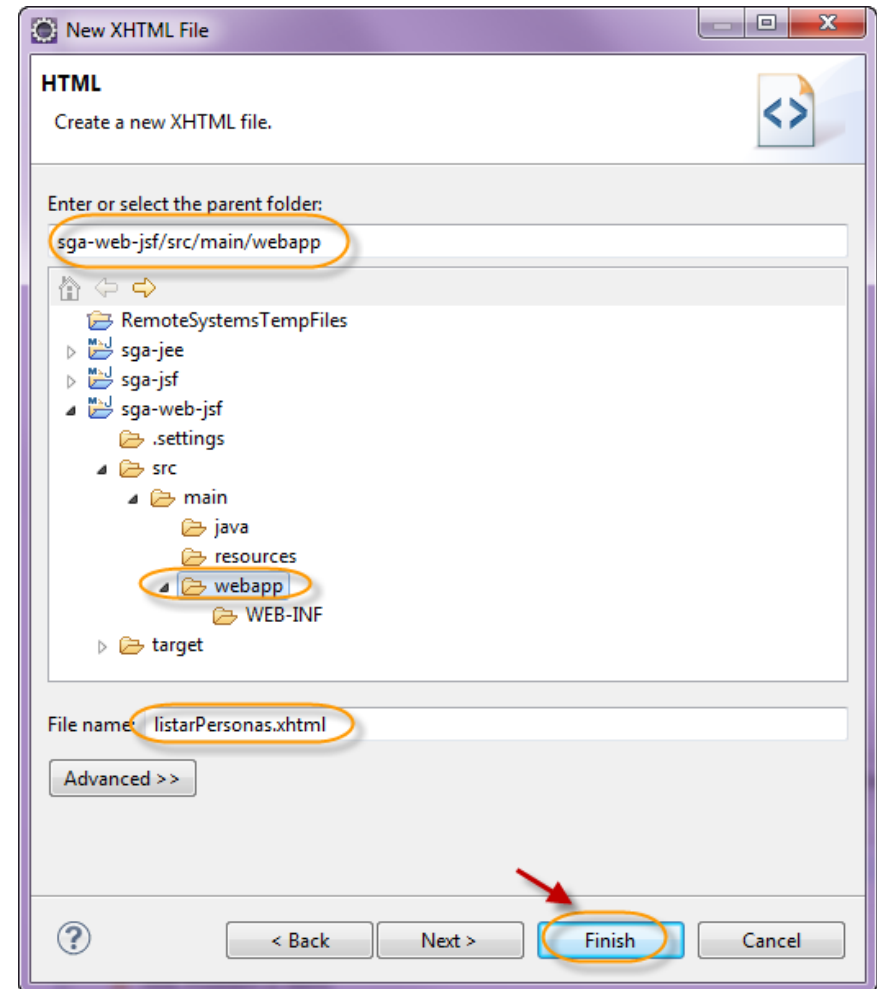 New XHTML File
HTML
Create a new XHTML file.
Enter or select the parent folder:
sga-web-jsf/src/main/webapp
RemoteSystemsTempFiles
sga-jee
sga-jsf
sga-web-jsf
.settings
src
main
java
resources
webapp
WEB-INF
target
File name: listarPersonas.xhtml
Advanced >>
< Back Next > Finish Cancel